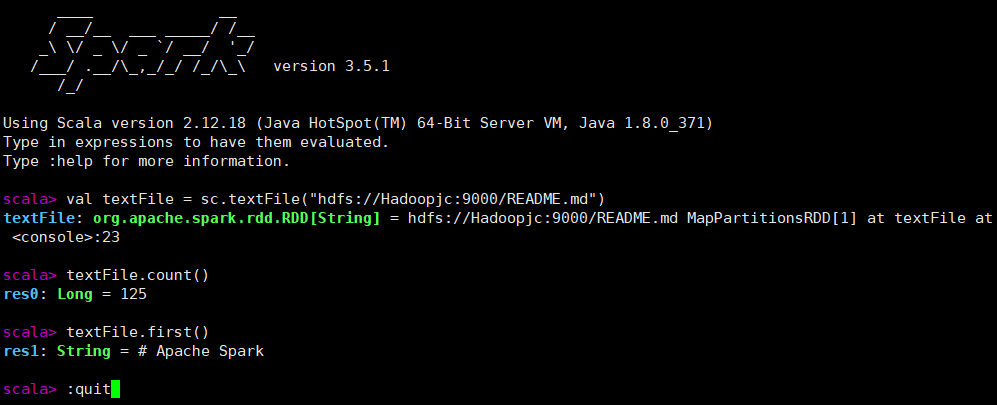 ____              __
     / __/__  ___ _____/ /__
    _\ \/ _ \/ _ `/ __/  '_/
   /___/ .__/\_,_/_/ /_/\_\   version 3.5.1
      /_/
Using Scala version 2.12.18 (Java HotSpot(TM) 64-Bit Server VM, Java 1.8.0_371)
Type in expressions to have them evaluated.
Type :help for more information.
scala> val textFile = sc.textFile("hdfs://Hadoopjc:9000/README.md")
textFile: org.apache.spark.rdd.RDD[String] = hdfs://Hadoopjc:9000/README.md MapPartitionsRDD[1] at textFile at
 <console>:23
scala> textFile.count()
res0: Long = 125
scala> textFile.first()
res1: String = # Apache Spark
scala> :quit